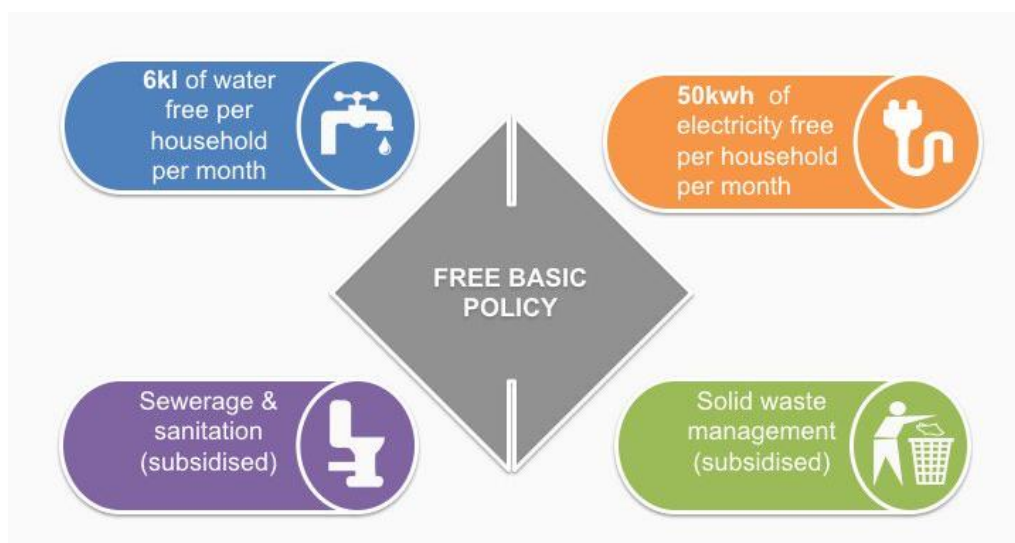 6kl of water
free per
household
per month
50kwh of
electricity free
per household
per month
FREE BASIC
POLICY
Sewerage &
sanitation
(subsidised)
Solid waste
management
(subsidised)